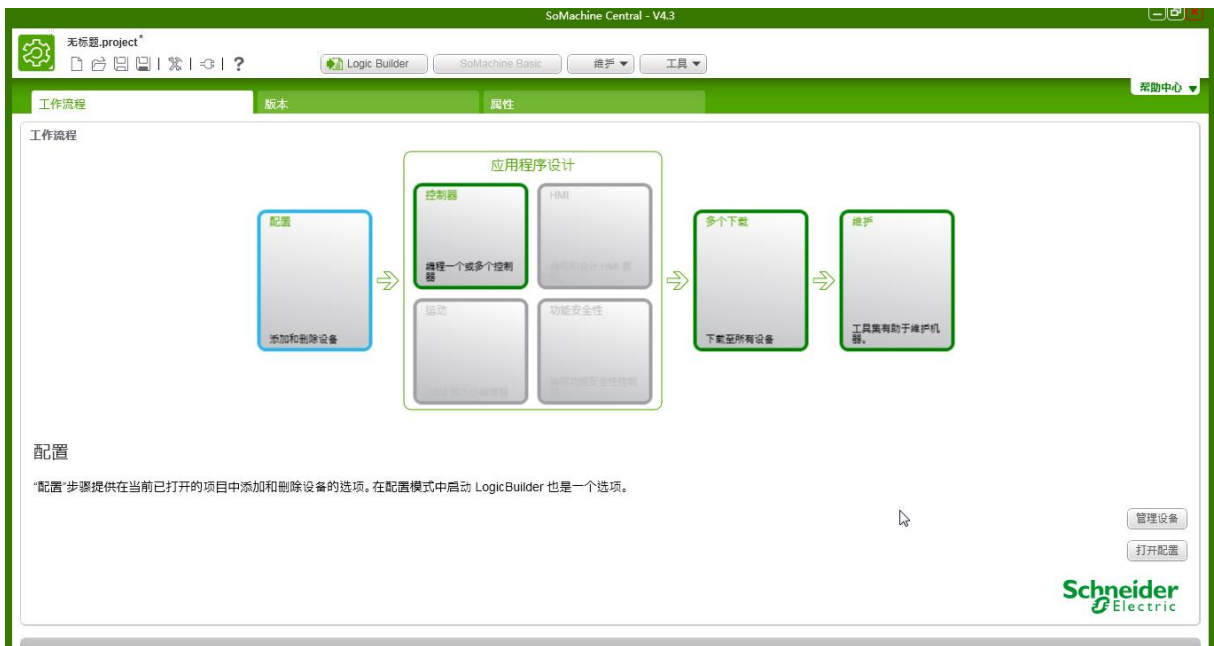 SoMachine Central - V4.3
无标题.project*
Logic Builder
SoMachine Basic
维护
工具
帮助中心
工作流程
版本
属性
工作流程
应用程序设计
配置
添加和删除设备
控制器
编程一个或多个控制
器
HMI
运动
功能安全性
多个下载
下载至所有设备
维护
工具集有助于维护机
器。
配置
“配置”步骤提供在当前已打开的项目中添加和删除设备的选项。在配置模式中启动 LogicBuilder 也是一个选项。
管理设备
打开配置
Schneider
Electric